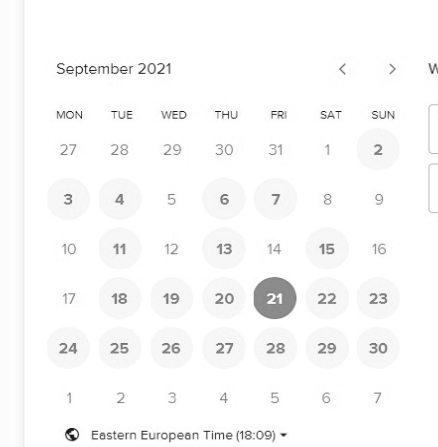 September 2021
W
MON TUE WED THU FRI SAT SUN
27 28 29 30 31 1 2
3 4 5 6 7 8 9
10 11 12 13 14 15 16
17 18 19 20 21 22 23
24 25 26 27 28 29 30
1 2 3 4 5 6 7
Eastern European Time (18:09)